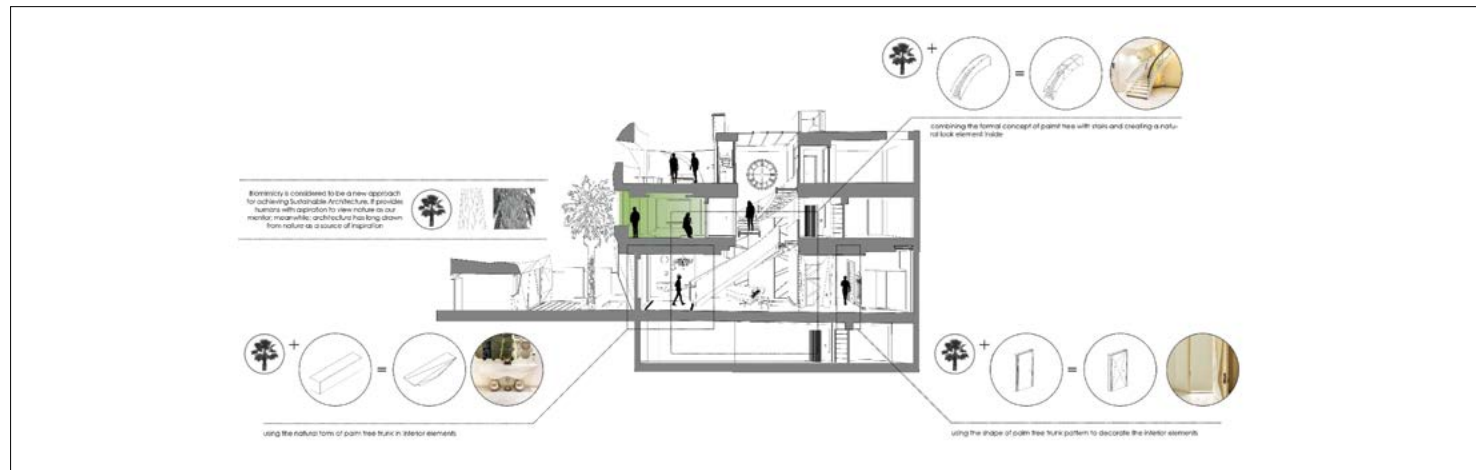 combining the formal concept of palmt tree with stairs and creating a natu-
ral look element inside
Biomimicry is considered to be a new approach
for achieving Sustainable Architecture. It provides
humans with aspiration to view nature as our
mentor; meanwhile; architecture has long drawn
from nature as a source of inspiration
using the natural form of palm tree trunk in interior elements
using the shape of palm tree trunk pattern to decorate the interior elements